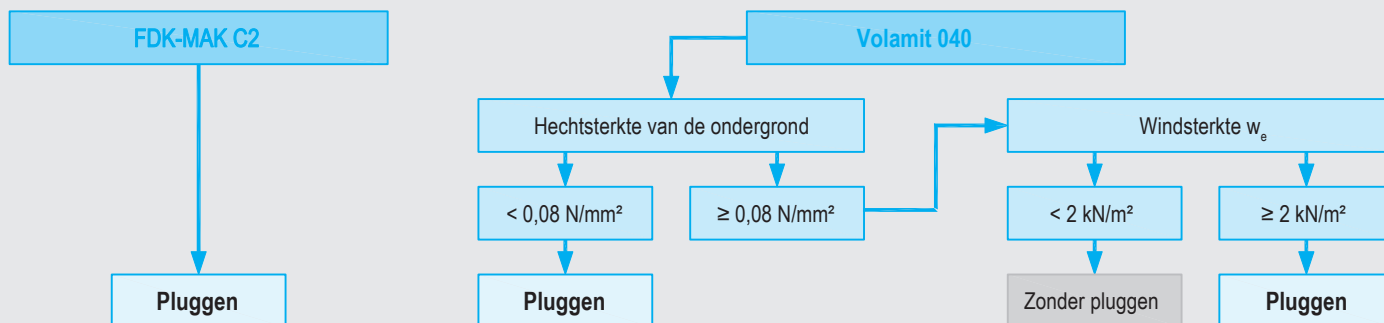 FDK-MAK C2
Volamit 040
Hechtsterkte van de ondergrond
Windsterkte wₑ
< 0,08 N/mm²
≥ 0,08 N/mm²
< 2 kN/m²
≥ 2 kN/m²
Pluggen
Pluggen
Zonder pluggen
Pluggen